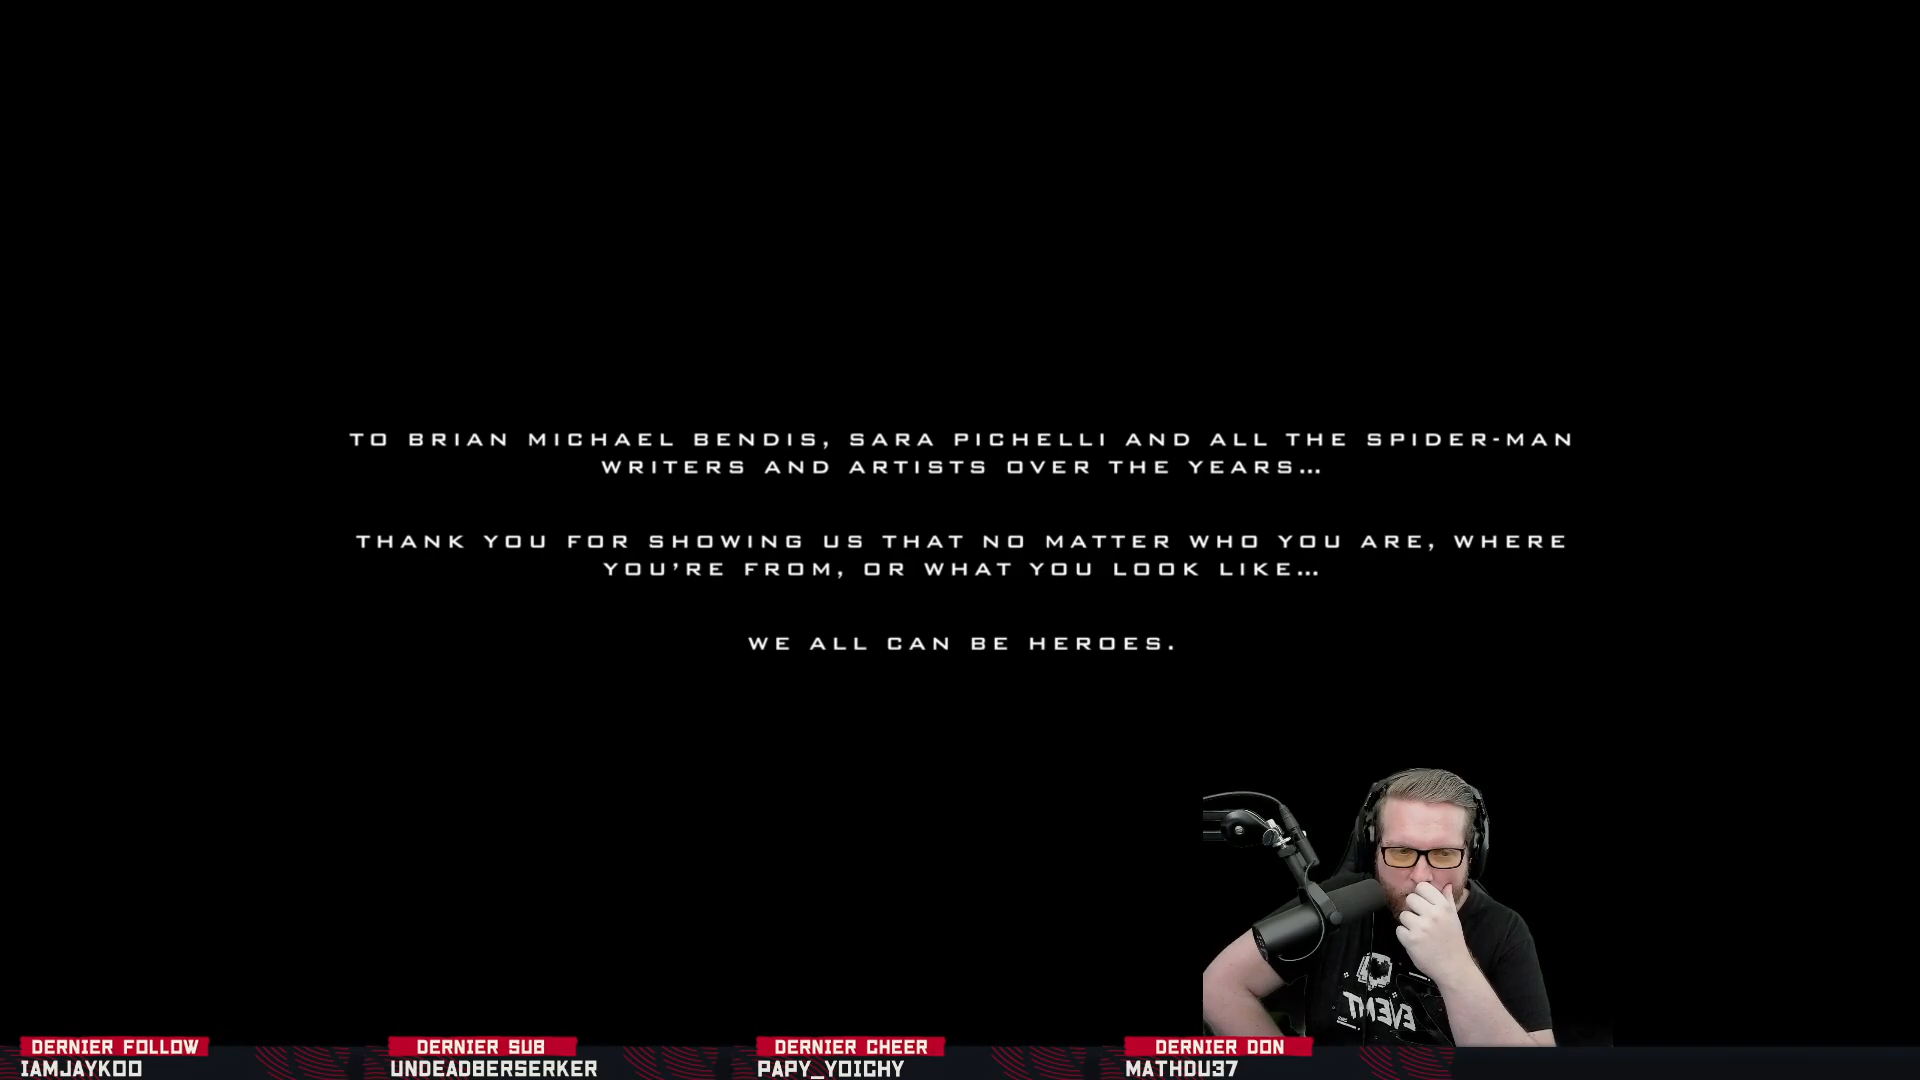 TO BRIAN MICHAEL BENDIS, SARA PICHELLI AND ALL THE SPIDER-MAN
WRITERS AND ARTISTS OVER THE YEARS…
THANK YOU FOR SHOWING US THAT NO MATTER WHO YOU ARE, WHERE
YOU'RE FROM, OR WHAT YOU LOOK LIKE…
WE ALL CAN BE HEROES.
EVENT
DERNIER FOLLOW
IAMJAYKOO
DERNIER SUB
UNDEADBERSERKER
DERNIER CHEER
PAPY_YOICHY
DERNIER DON
MATHDU37